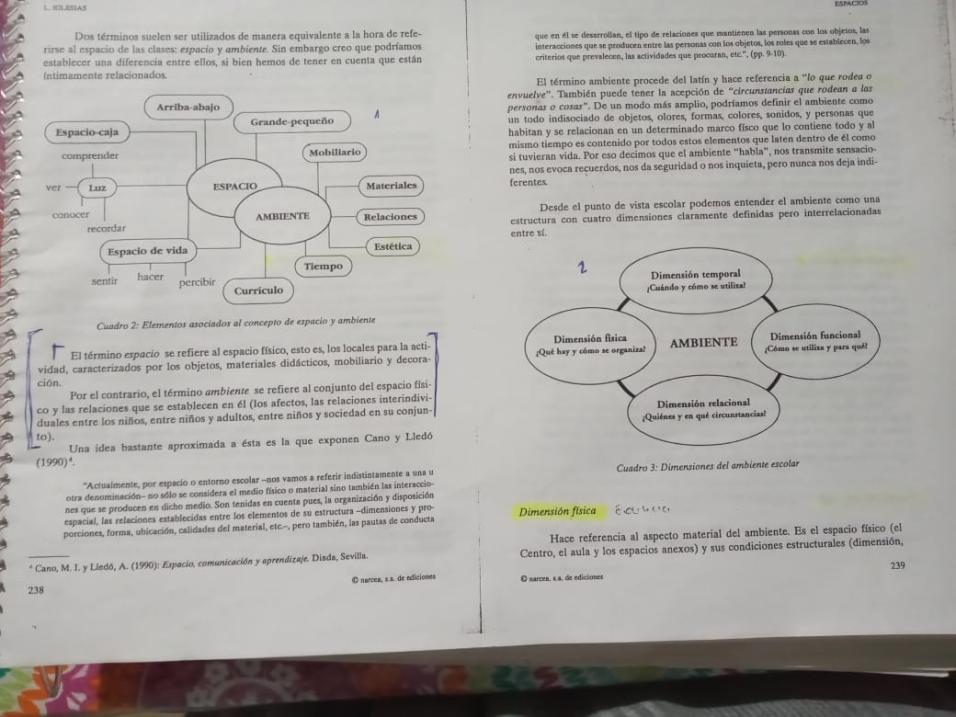 L. IGLESIAS
Dos términos suelen ser utilizados de manera equivalente a la hora de refe-
rirse al espacio de las clases: espacio y ambiente. Sin embargo creo que podríamos
establecer una diferencia entre ellos, si bien hemos de tener en cuenta que están
íntimamente relacionados.
Arriba-abajo
1
Grande-pequeño
Espacio-caja
Mobiliario
comprender
ver
Luz
ESPACIO
Materiales
conocer
AMBIENTE
Relaciones
recordar
Espacio de vida
Estética
Tiempo
sentir
hacer
percibir
Currículo
Cuadro 2: Elementos asociados al concepto de espacio y ambiente
El término espacio se refiere al espacio físico, esto es, los locales para la acti-
vidad, caracterizados por los objetos, materiales didácticos, mobiliario y decora-
ción.
Por el contrario, el término ambiente se refiere al conjunto del espacio físi-
co y las relaciones que se establecen en él (los afectos, las relaciones interindivi-
duales entre los niños, entre niños y adultos, entre niños y sociedad en su conjun-
to).
Una idea bastante aproximada a ésta es la que exponen Cano y Lledó
(1990)⁴.
"Actualmente, por espacio o entorno escolar –nos vamos a referir indistintamente a una u
otra denominación– no sólo se considera el medio físico o material sino también las interaccio-
nes que se producen en dicho medio. Son tenidas en cuenta pues, la organización y disposición
espacial, las relaciones establecidas entre los elementos de su estructura –dimensiones y pro-
porciones, forma, ubicación, calidades del material, etc.–, pero también, las pautas de conducta
⁴ Cano, M. I. y Lledó, A. (1990): Espacio, comunicación y aprendizaje. Diada, Sevilla.
© narcea, s.a. de ediciones
238
ESPACIOS
que en él se desarrollan, el tipo de relaciones que mantienen las personas con los objetos, las
interacciones que se producen entre las personas con los objetos, los roles que se establecen, los
criterios que prevalecen, las actividades que procuran, etc.", (pp. 9-10).
El término ambiente procede del latín y hace referencia a "lo que rodea o
envuelve". También puede tener la acepción de "circunstancias que rodean a las
personas o cosas". De un modo más amplio, podríamos definir el ambiente como
un todo indisociado de objetos, olores, formas, colores, sonidos, y personas que
habitan y se relacionan en un determinado marco físco que lo contiene todo y al
mismo tiempo es contenido por todos estos elementos que laten dentro de él como
si tuvieran vida. Por eso decimos que el ambiente "habla", nos transmite sensacio-
nes, nos evoca recuerdos, nos da seguridad o nos inquieta, pero nunca nos deja indi-
ferentes.
Desde el punto de vista escolar podemos entender el ambiente como una
estructura con cuatro dimensiones claramente definidas pero interrelacionadas
entre sí.
2
Dimensión temporal
¿Cuándo y cómo se utiliza?
Dimensión física
¿Qué hay y cómo se organiza?
AMBIENTE
Dimensión funcional
¿Cómo se utiliza y para qué?
Dimensión relacional
¿Quiénes y en qué circunstancias?
Cuadro 3: Dimensiones del ambiente escolar
Dimensión física
Hace referencia al aspecto material del ambiente. Es el espacio físico (el
Centro, el aula y los espacios anexos) y sus condiciones estructurales (dimensión,
© narcea, s.a. de ediciones
239